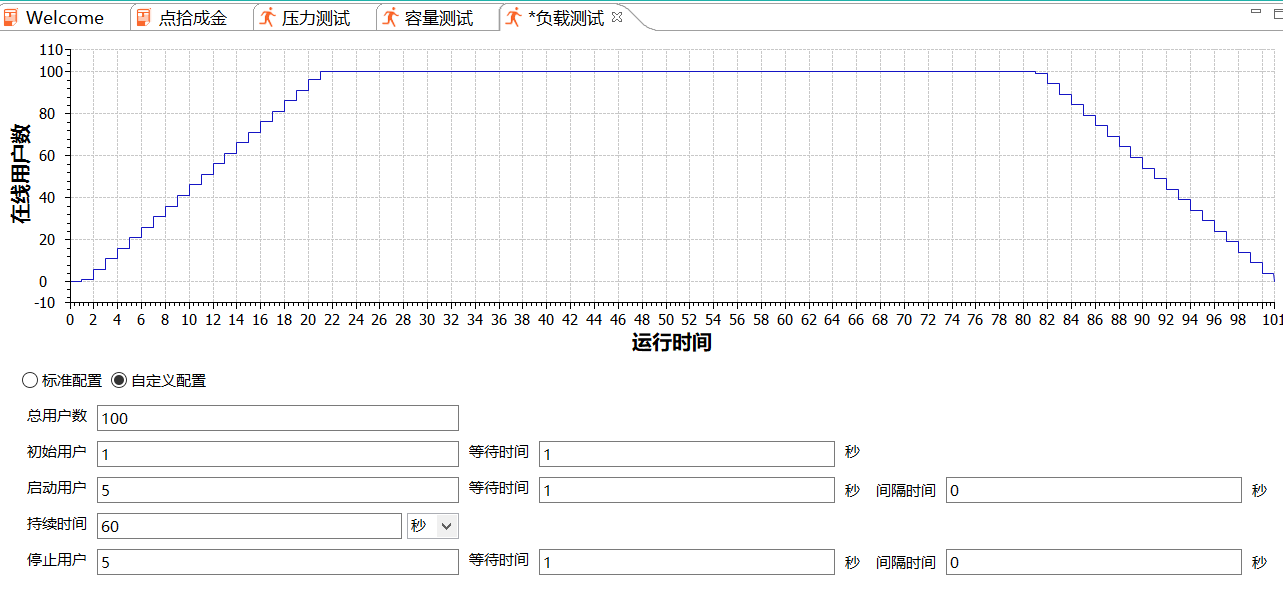 Welcome 点拾成金 压力测试 容量测试 *负载测试
110
100
80
60
40
20
0
-10
在线用户数
0 2 4 6 8 10 12 14 16 18 20 22 24 26 28 30 32 34 36 38 40 42 44 46 48 50 52 54 56 58 60 62 64 66 68 70 72 74 76 78 80 82 84 86 88 90 92 94 96 98 101
运行时间
标准配置 自定义配置
总用户数 100
初始用户 1 等待时间 1 秒
启动用户 5 等待时间 1 秒 间隔时间 0 秒
持续时间 60 秒
停止用户 5 等待时间 1 秒 间隔时间 0 秒